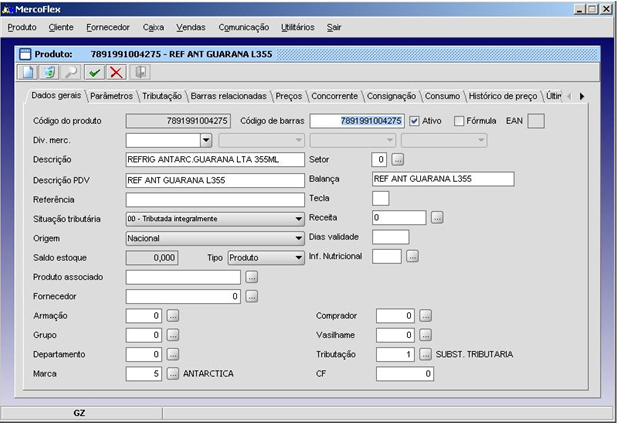 MercoFlex
Produto Cliente Fornecedor Caixa Vendas Comunicação Utilitários Sair
Produto: 7891991004275 - REF ANT GUARANA L355
Dados gerais Parâmetros Tributação Barras relacionadas Preços Concorrente Consignação Consumo Histórico de preço Últin
Código do produto 7891991004275 Código de barras 7891991004275 Ativo Fórmula EAN
Div. merc.
Descrição REFRIG ANTARC.GUARANA LTA 355ML Setor 0 ...
Descrição PDV REF ANT GUARANA L355 Balança REF ANT GUARANA L355
Referência Tecla
Situação tributária 00 - Tributada integralmente Receita 0 ...
Origem Nacional Dias validade
Saldo estoque 0,000 Tipo Produto Inf. Nutricional ...
Produto associado ...
Fornecedor 0 ...
Armação 0 ... Comprador 0 ...
Grupo 0 ... Vasilhame 0 ...
Departamento 0 ... Tributação 1 ... SUBST. TRIBUTARIA
Marca 5 ... ANTARCTICA CF 0
GZ